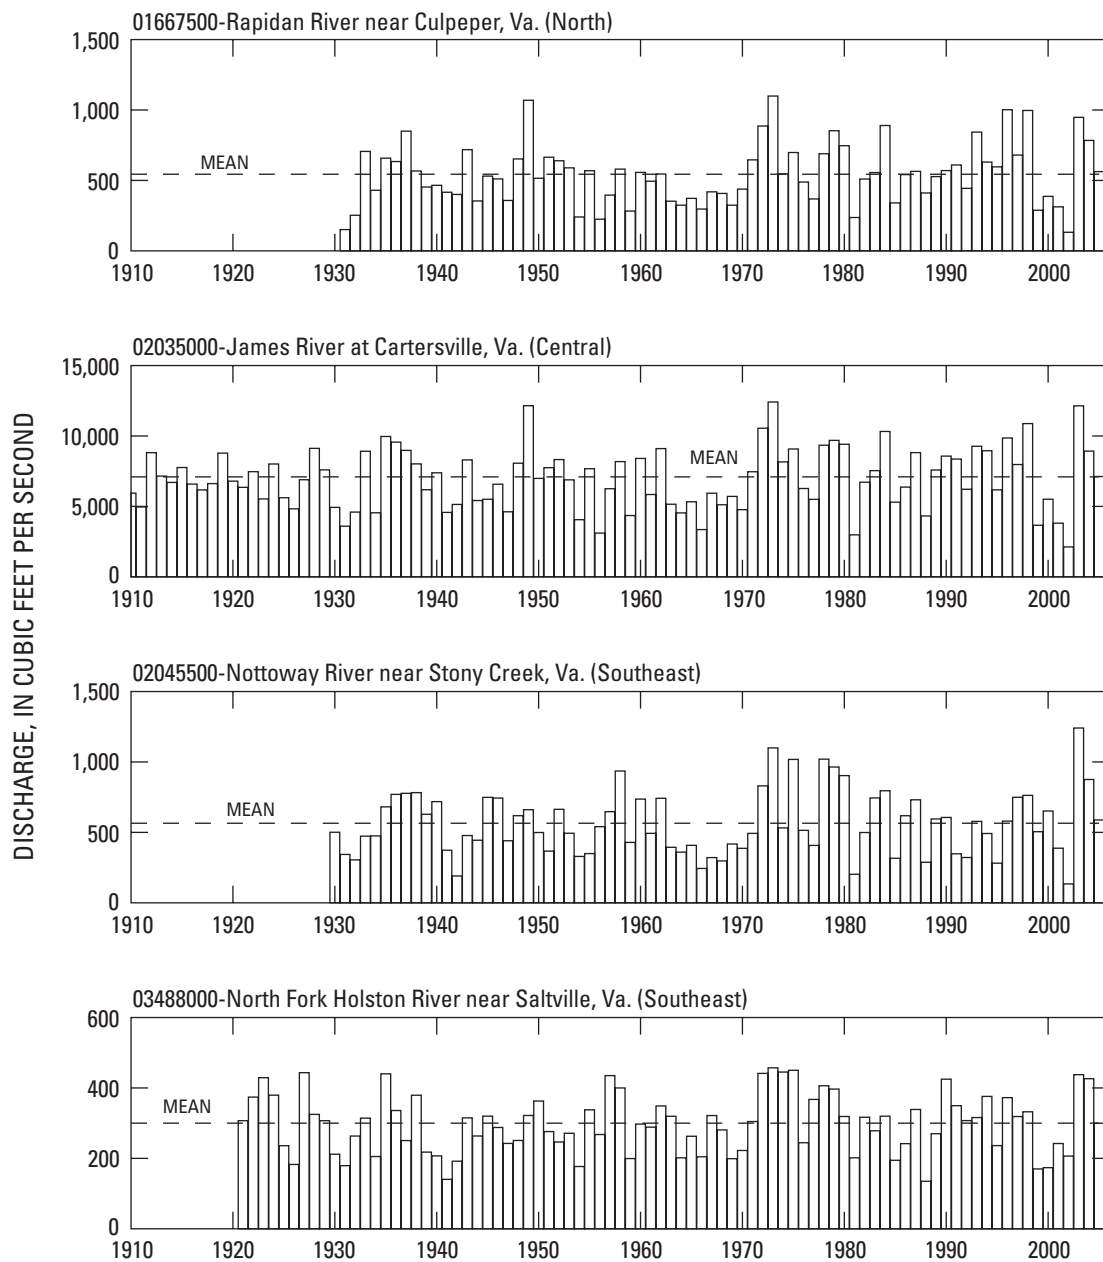 01667500-Rapidan River near Culpeper, Va. (North)
1,500
1,000
MEAN
500
0
1910 1920 1930 1940 1950 1960 1970 1980 1990 2000
02035000-James River at Cartersville, Va. (Central)
15,000
10,000
MEAN
5,000
0
1910 1920 1930 1940 1950 1960 1970 1980 1990 2000
DISCHARGE, IN CUBIC FEET PER SECOND
02045500-Nottoway River near Stony Creek, Va. (Southeast)
1,500
1,000
MEAN
500
0
1910 1920 1930 1940 1950 1960 1970 1980 1990 2000
03488000-North Fork Holston River near Saltville, Va. (Southeast)
600
400
MEAN
200
0
1910 1920 1930 1940 1950 1960 1970 1980 1990 2000